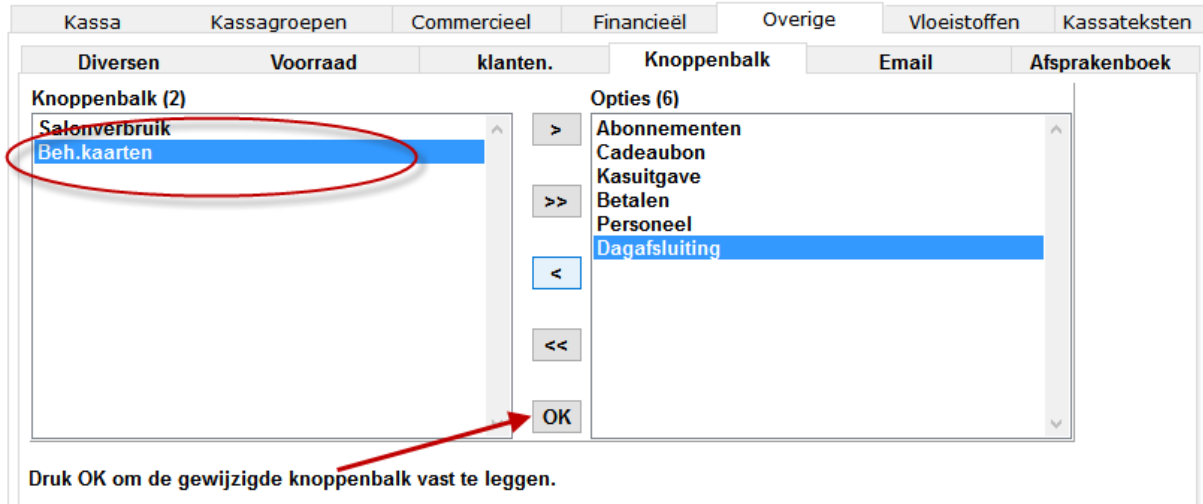 Kassa Kassagroepen Commercieel Financieël Overige Vloeistoffen Kassateksten
Diversen Voorraad klanten. Knoppenbalk Email Afsprakenboek
Knoppenbalk (2)
Salonverbruik
Beh.kaarten
>
>>
<
<<
OK
Opties (6)
Abonnementen
Cadeaubon
Kasuitgave
Betalen
Personeel
Dagafsluiting
Druk OK om de gewijzigde knoppenbalk vast te leggen.